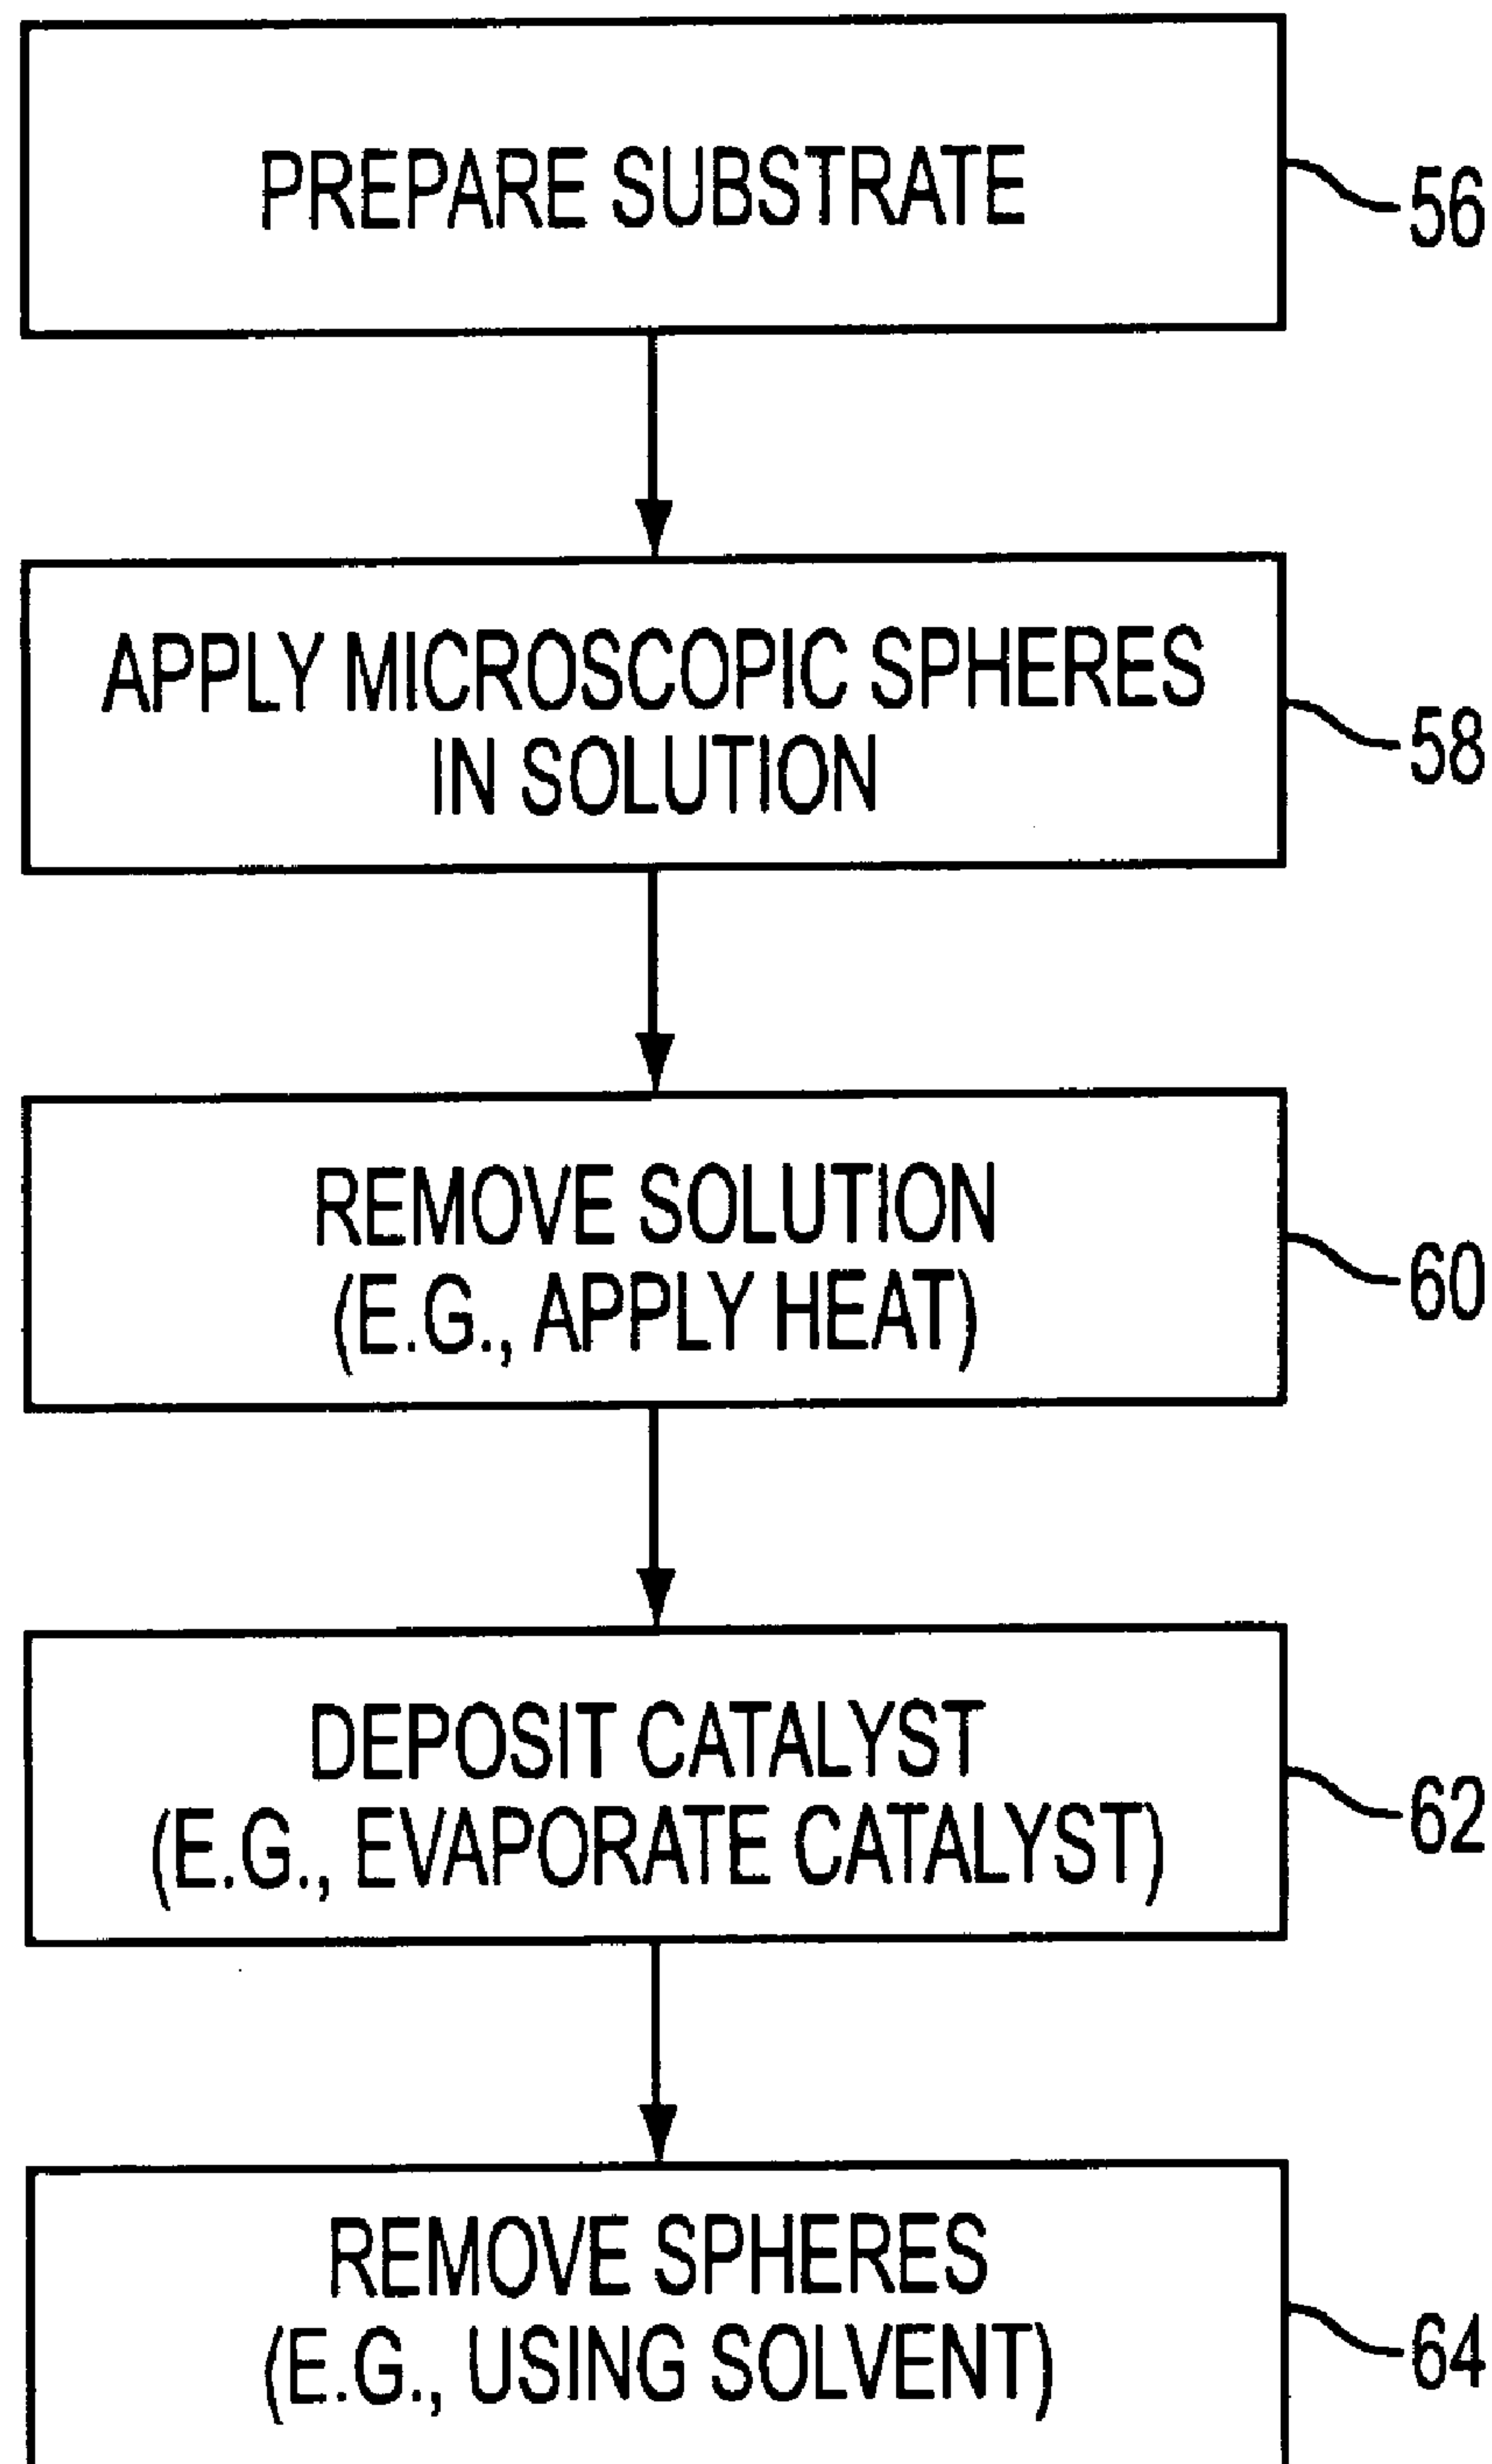 PREPARE SUBSTRATE
56
APPLY MICROSCOPIC SPHERES
IN SOLUTION
58
REMOVE SOLUTION
(E.G., APPLY HEAT)
60
DEPOSIT CATALYST
(E.G., EVAPORATE CATALYST)
62
REMOVE SPHERES
(E.G., USING SOLVENT)
64